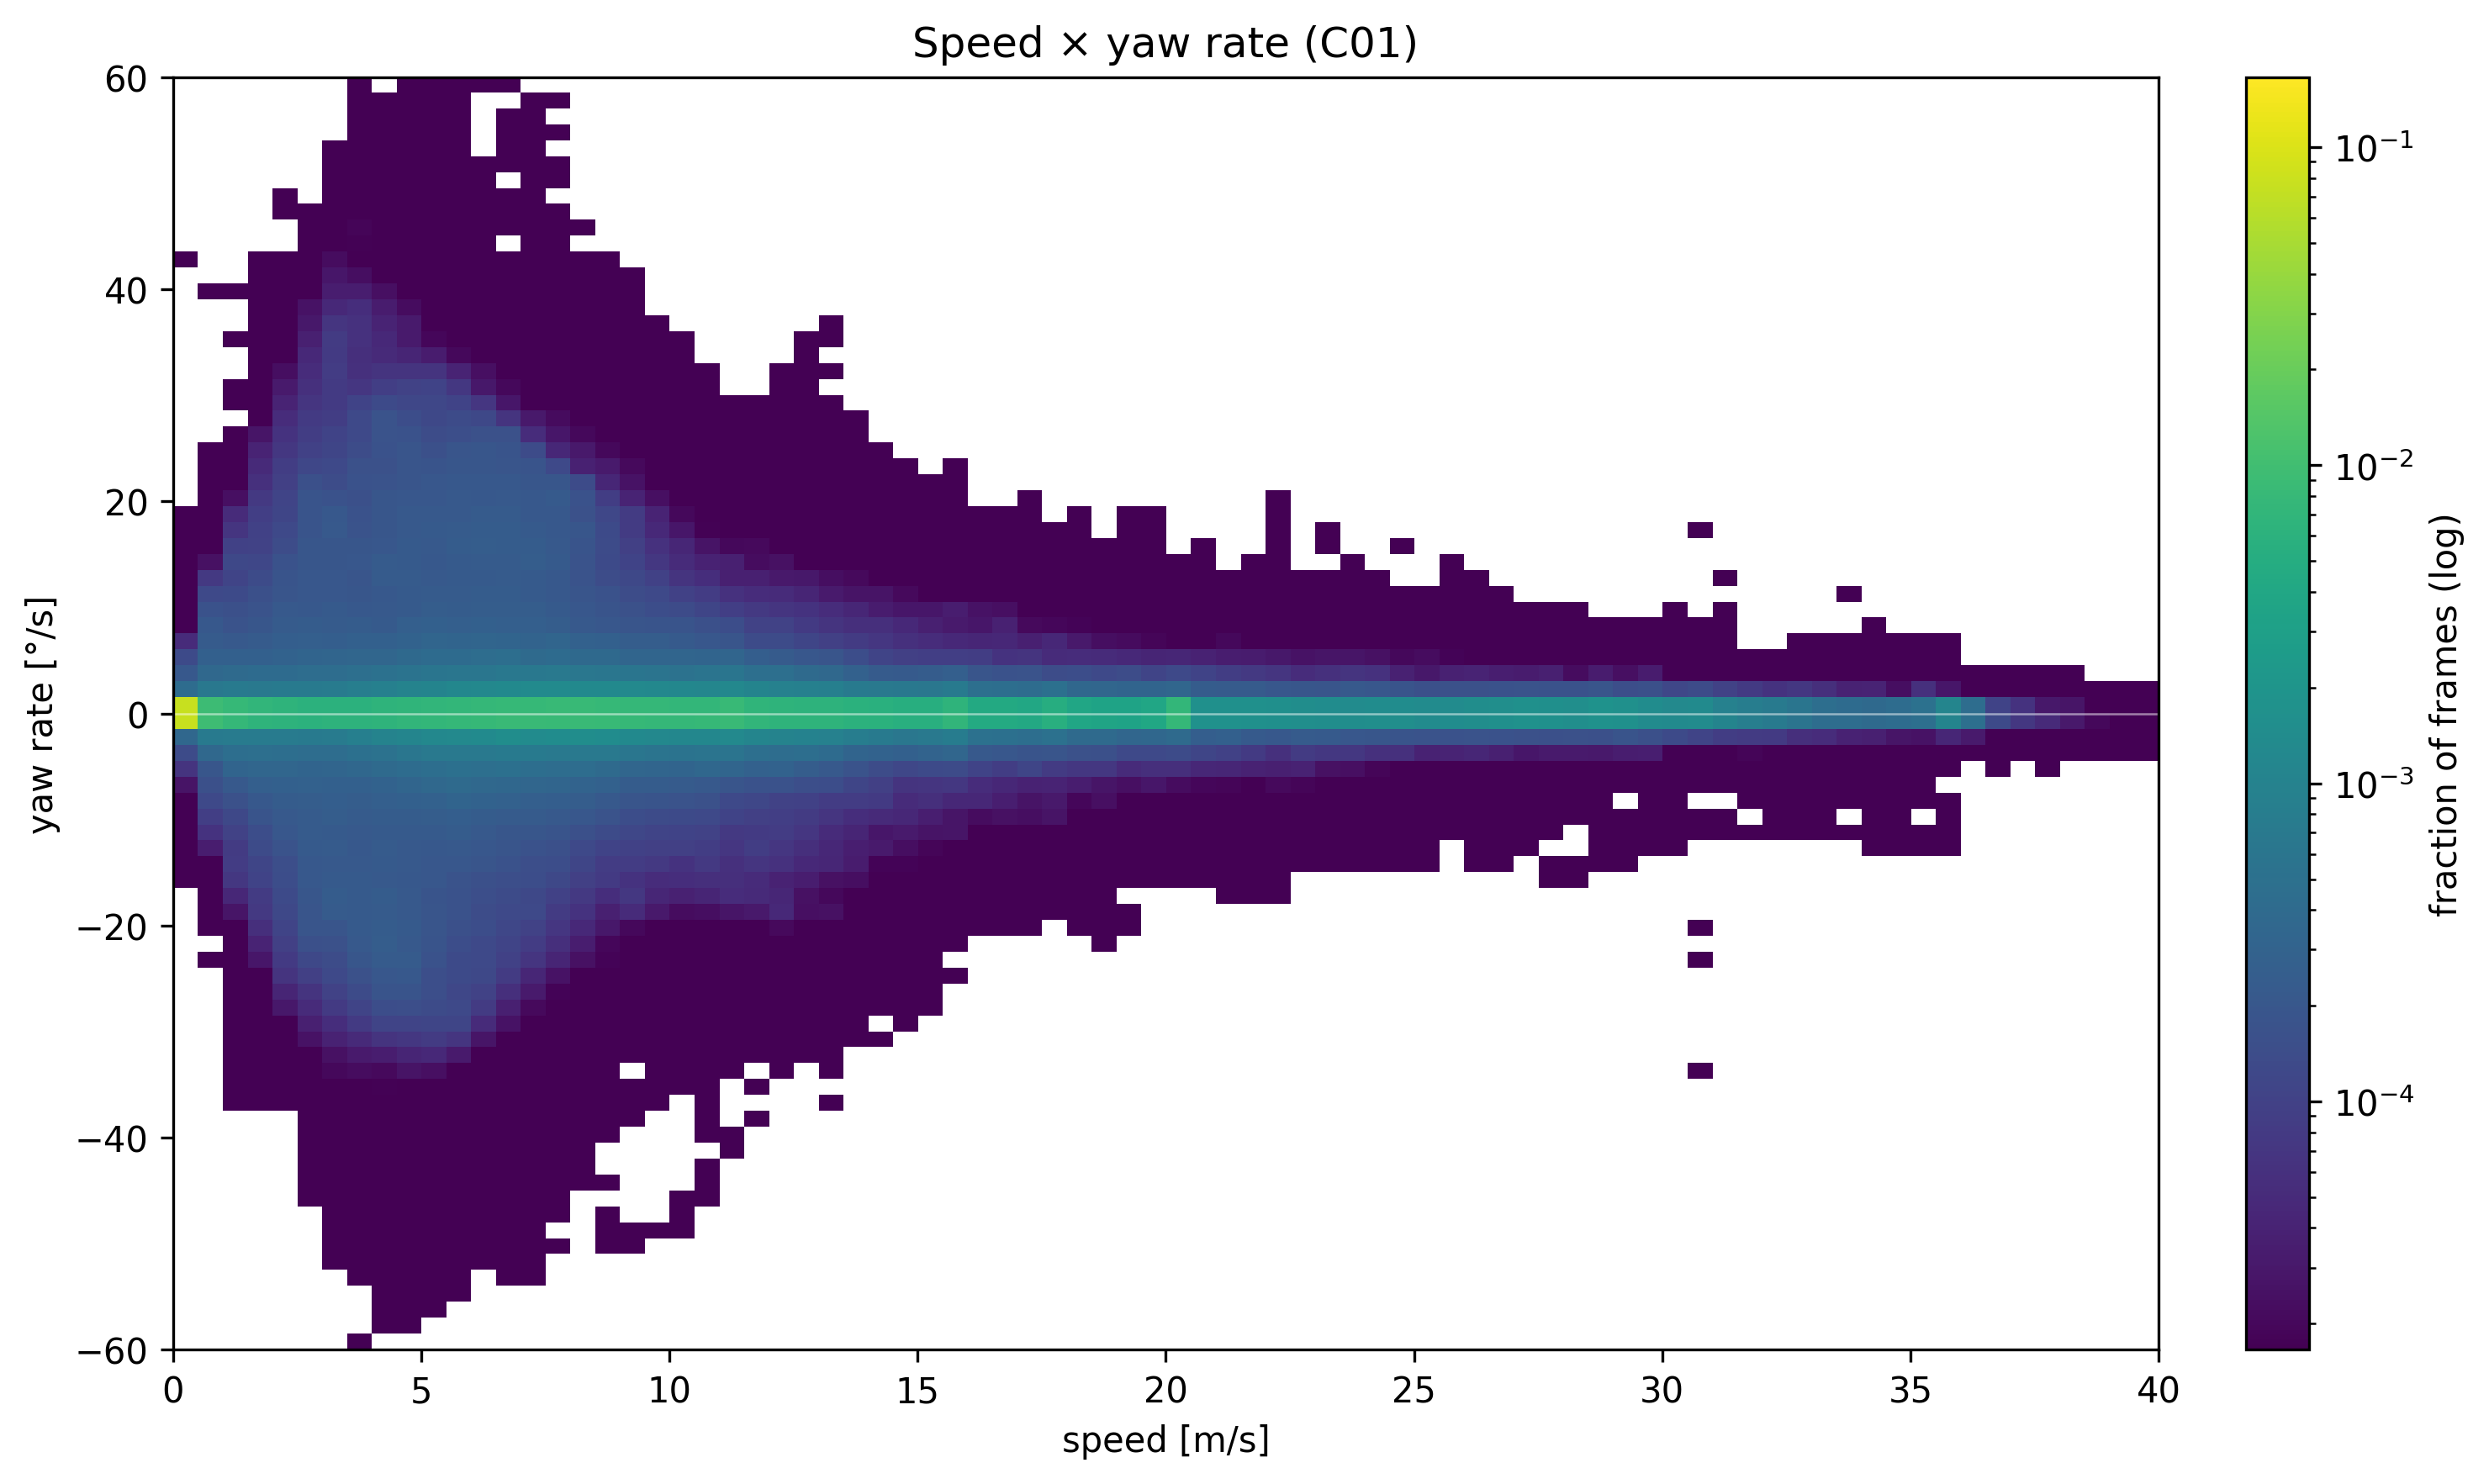 Speed × yaw rate (C01)
yaw rate [°/s]
60
40
20
0
−20
−40
−60
0 5 10 15 20 25 30 35 40
speed [m/s]
10⁻¹
10⁻²
10⁻³
10⁻⁴
fraction of frames (log)